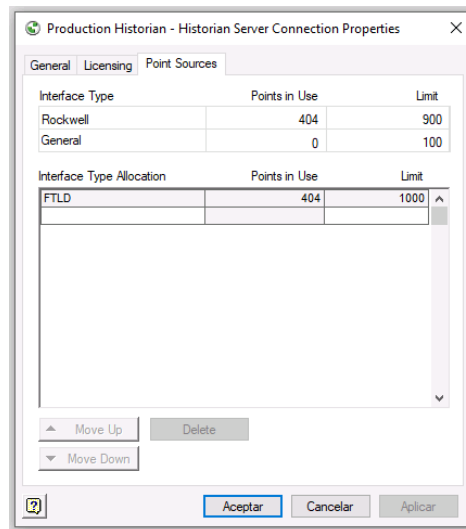 Production Historian - Historian Server Connection Properties
General Licensing Point Sources
Interface Type Points in Use Limit
Rockwell 404 900
General 0 100
Interface Type Allocation Points in Use Limit
FTLD 404 1000
Move Up Delete
Move Down
Aceptar Cancelar Aplicar